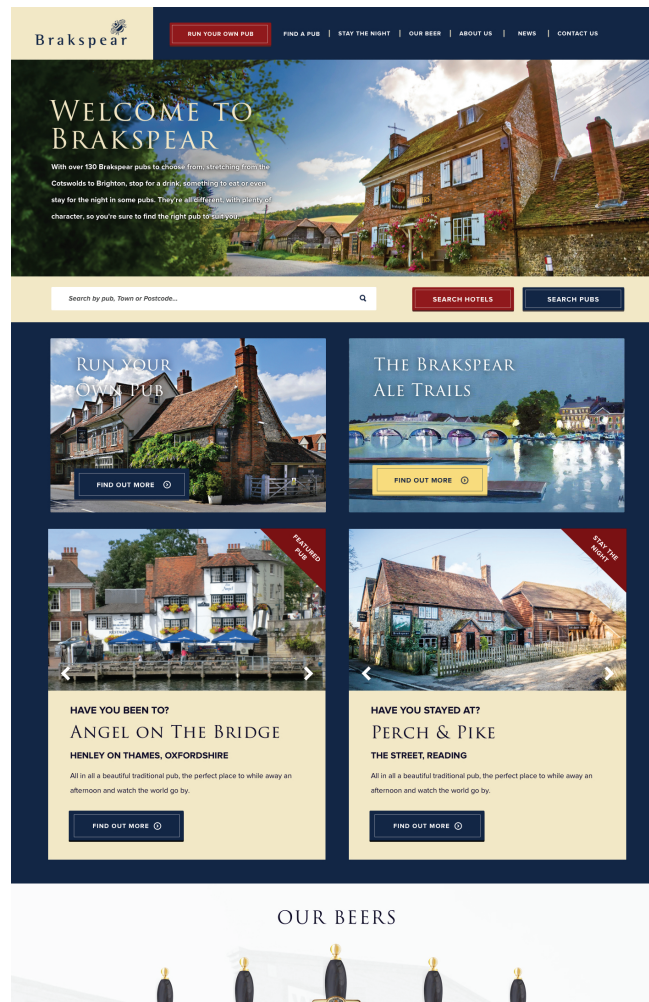 Brakspear
RUN YOUR OWN PUB
FIND A PUB | STAY THE NIGHT | OUR BEER | ABOUT US | NEWS | CONTACT US
WELCOME TO
BRAKSPEAR
With over 130 Brakspear pubs to choose from, stretching from the
Cotswolds to Brighton, stop for a drink, something to eat or even
stay for the night in some pubs. They're all different, with plenty of
character, so you're sure to find the right pub to suit you.
Search by pub, Town or Postcode...
SEARCH HOTELS
SEARCH PUBS
RUN YOUR
OWN PUB
FIND OUT MORE
THE BRAKSPEAR
ALE TRAILS
FIND OUT MORE
FEATURED
PUB
HAVE YOU BEEN TO?
ANGEL ON THE BRIDGE
HENLEY ON THAMES, OXFORDSHIRE
All in all a beautiful traditional pub, the perfect place to while away an
afternoon and watch the world go by.
FIND OUT MORE
STAY THE
NIGHT
HAVE YOU STAYED AT?
PERCH & PIKE
THE STREET, READING
All in all a beautiful traditional pub, the perfect place to while away an
afternoon and watch the world go by.
FIND OUT MORE
OUR BEERS